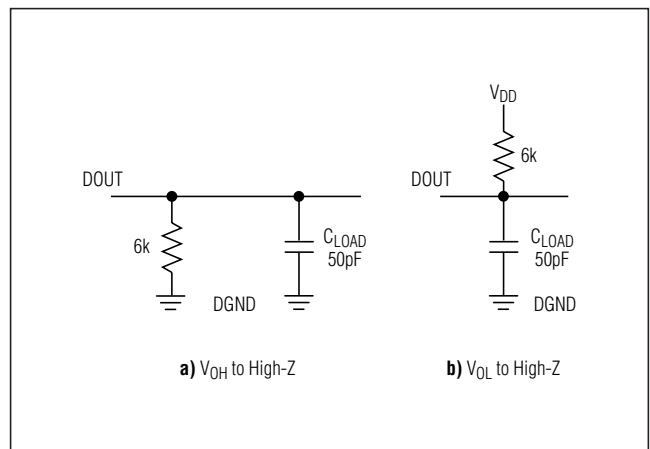 DOUT
6k
C_LOAD
50pF
DGND
a) V_OH to High-Z
V_DD
6k
DOUT
C_LOAD
50pF
DGND
b) V_OL to High-Z